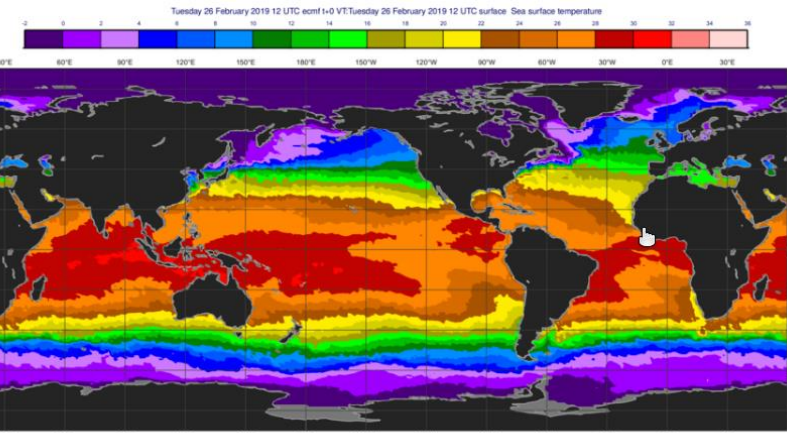 Tuesday 26 February 2019 12 UTC ecmf t+0 VT:Tuesday 26 February 2019 12 UTC surface Sea surface temperature
-2 0 2 4 6 8 10 12 14 16 18 20 22 24 26 28 30 32 34 36
0°E 60°E 90°E 120°E 150°E 180°E 150°W 120°W 90°W 60°W 30°W 0°E 30°E